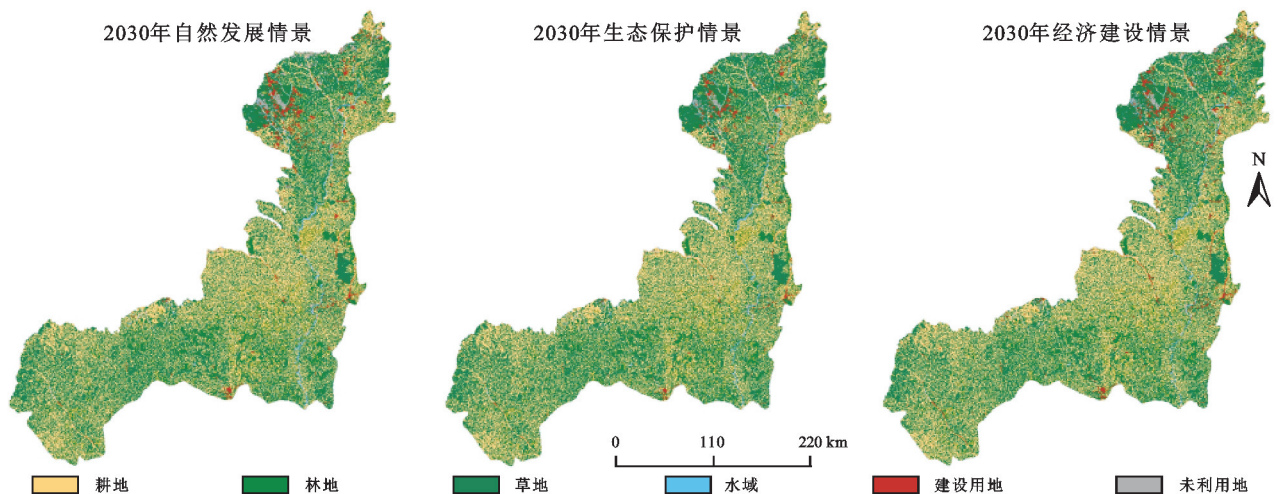 2030年自然发展情景
2030年生态保护情景
2030年经济建设情景
N
0 110 220 km
耕地 林地 草地 水域 建设用地 未利用地